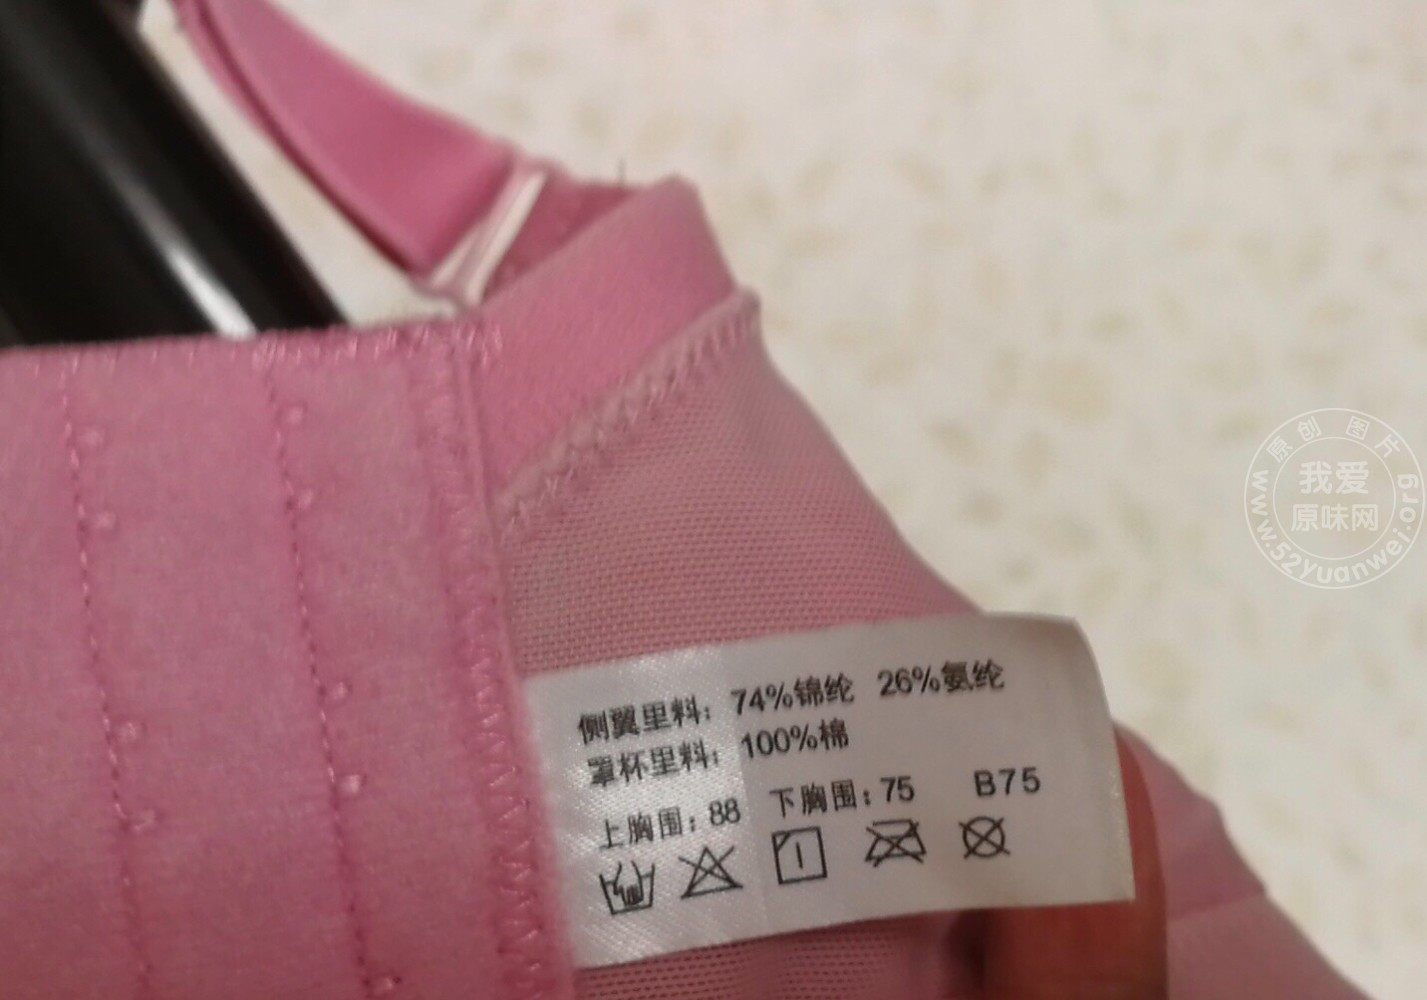 侧翼里料：74%锦纶 26%氨纶
罩杯里料：100%棉
上胸围：88 下胸围：75 B75
原创图片
我爱
原味网
www.52yuanwei.org